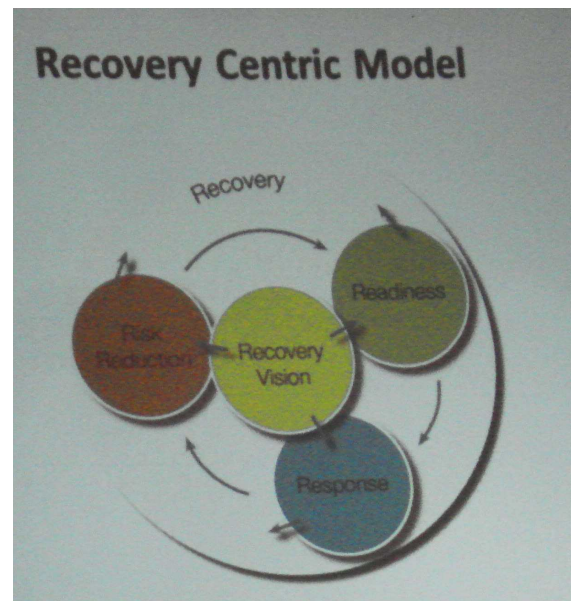 Recovery Centric Model
Recovery
Readiness
Risk
Reduction
Recovery
Vision
Response